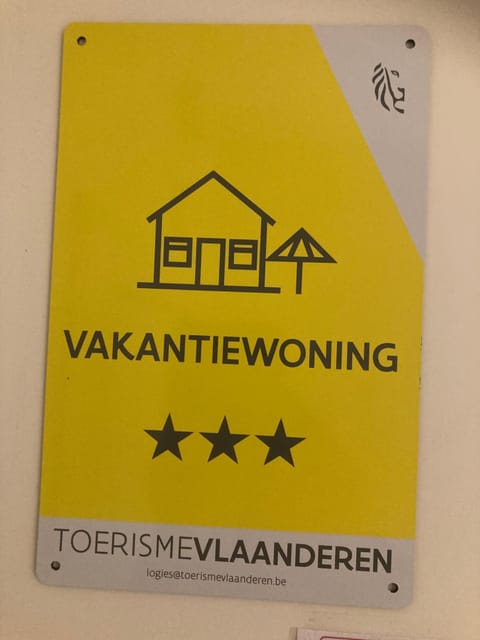 VAKANTIEWONING
★★★
TOERISMEVLAANDEREN
logies@toerismevlaanderen.be